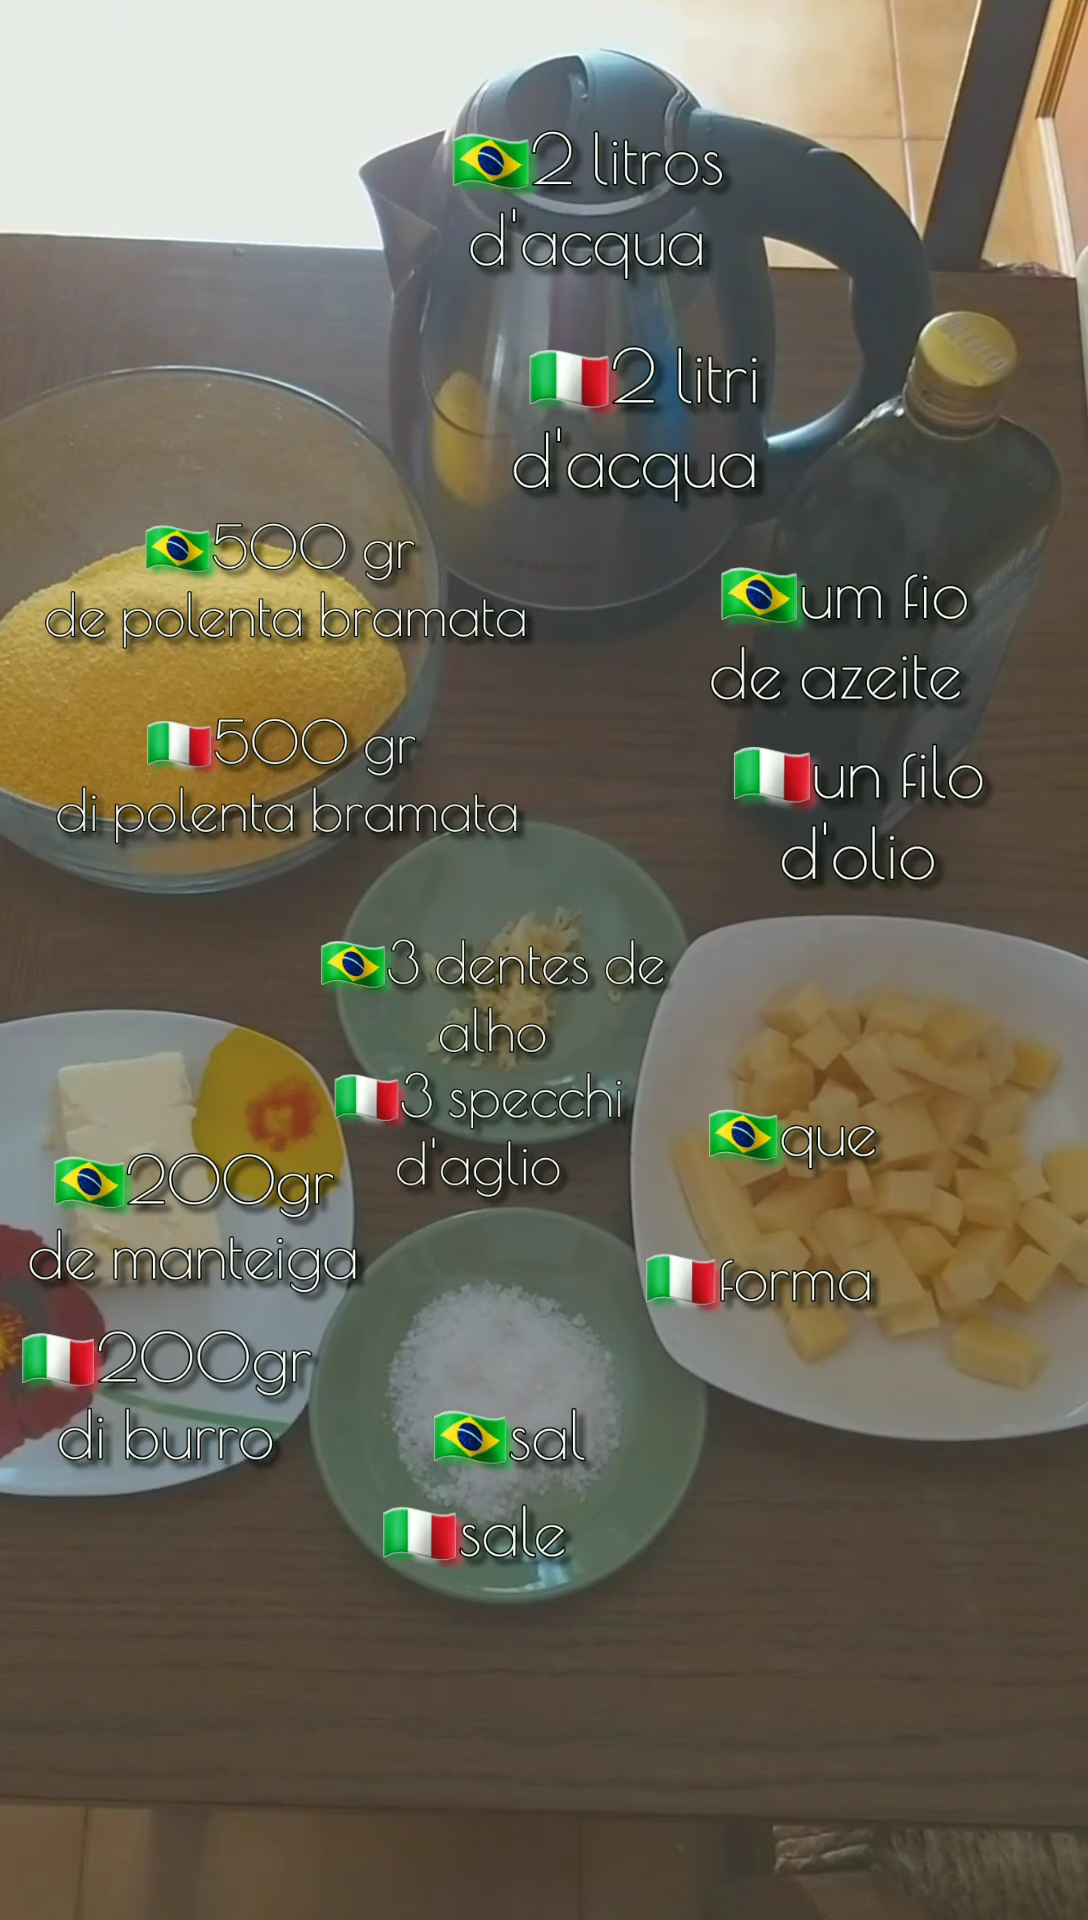 🇧🇷2 litros
d'acqua
🇮🇹2 litri
d'acqua
🇧🇷500 gr
de polenta bramata
🇮🇹500 gr
di polenta bramata
🇧🇷um fio
de azeite
🇮🇹un filo
d'olio
🇧🇷3 dentes de
alho
🇮🇹3 specchi
d'aglio
🇧🇷que
🇮🇹forma
🇧🇷200gr
de manteiga
🇮🇹200gr
di burro
🇧🇷sal
🇮🇹sale